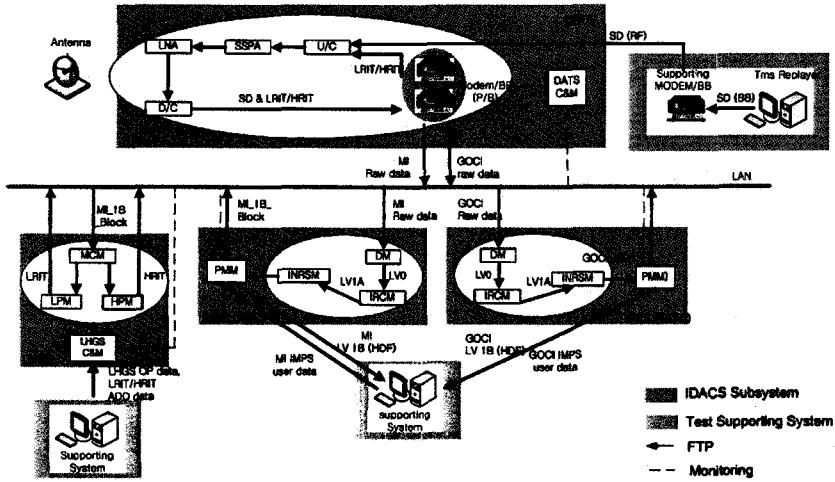 SD (RF)
Antenna
LNA
SSPA
U/C
LRIT/HRIT
Modem/BB
(P/B)
DATS
C&M
D/C
SD & LRIT/HRIT
Supporting
MODEM/BB
Tms Replayer
SD (BB)
MI
Raw data
GOCI
raw data
LAN
MI_1B
_Block
MI_1B_
Block
MI
Raw data
GOCI
Raw data
MCM
LRIT
HRIT
LPM
HPM
LHGS
C&M
PMM
INRSM
LV1A
DM
LV0
IRCM
DM
LV0
IRCM
LV1A
INRSM
PMM
LHGS OP data,
LRIT/HRIT
ADD data
Supporting
System
MI
LV 1B (HDF)
MI IMPS
user data
GOCI
LV 1B (HDF)
GOCI IMPS
user data
supporting
System
IDACS Subsystem
Test Supporting System
FTP
Monitoring